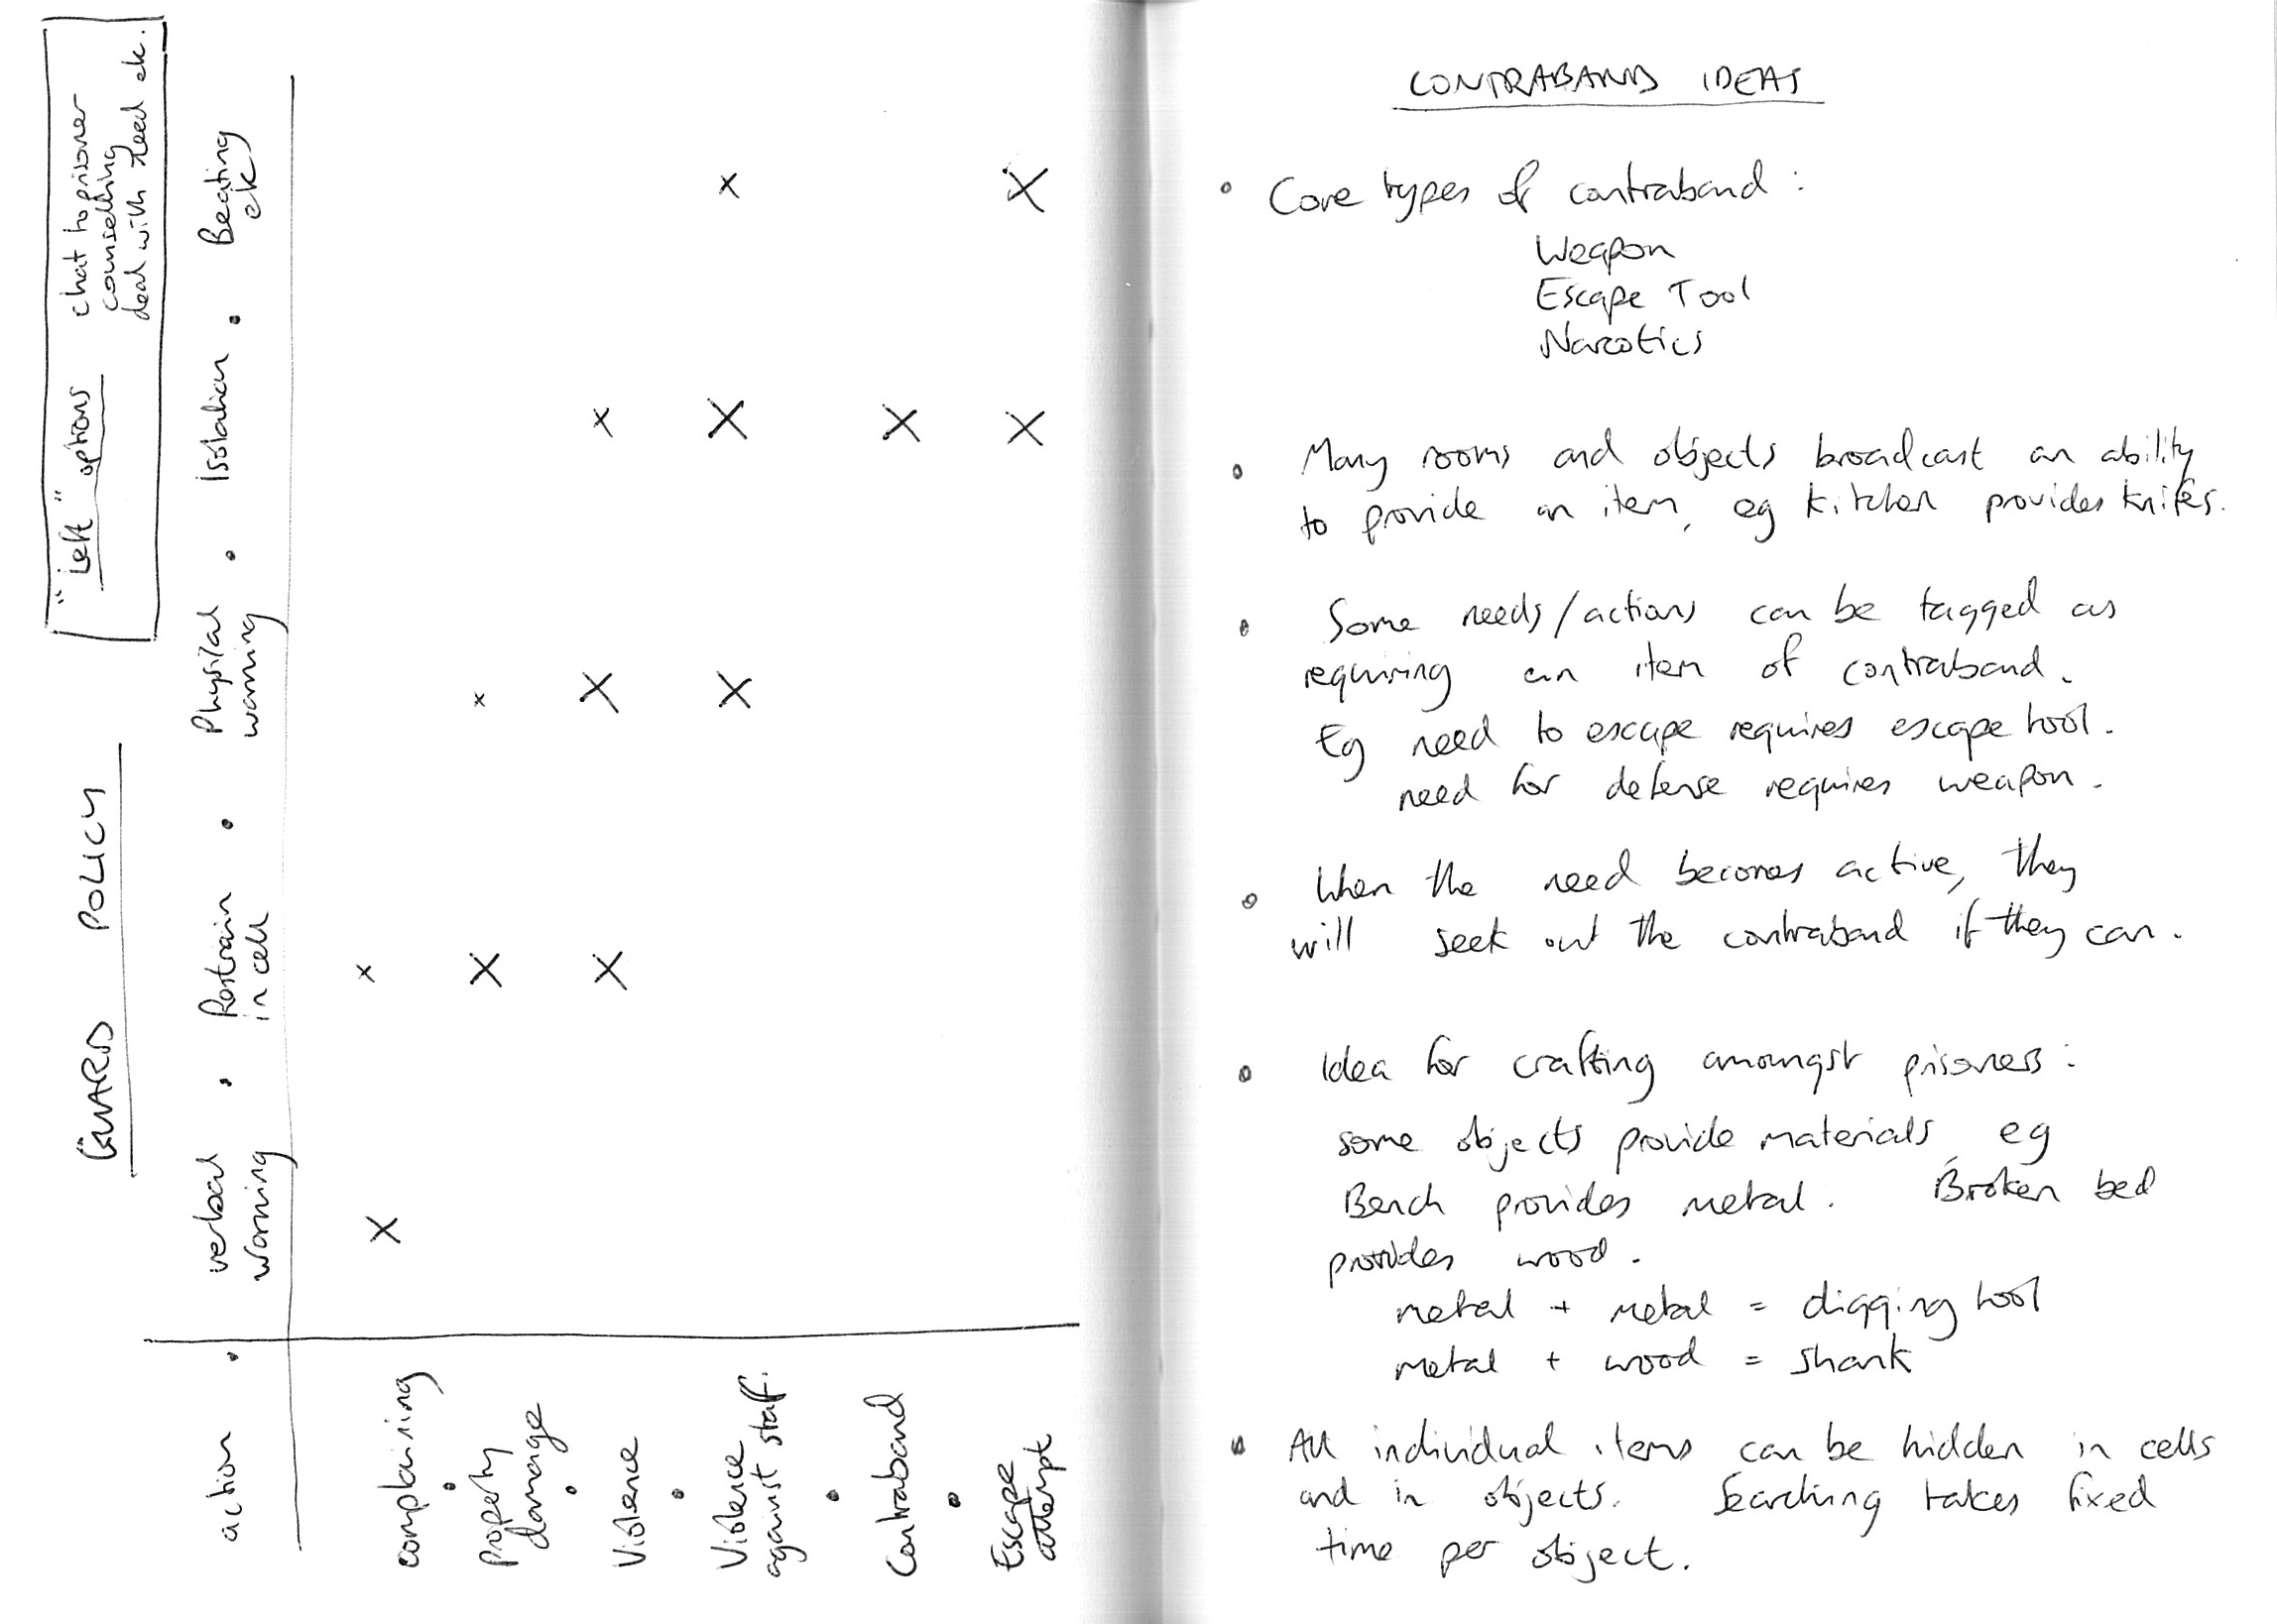 GUARD POLICY
"Left" options
chat to prisoner
counselling
deal with need etc.
action
verbal
warning
Restrain
in cell
Physical
warning
Isolation
Beating
etc
complaining
X x
property
damage
X x
Violence
X X x
Violence
against staff.
X X x
Contraband
X
Escape
attempt
X X
CONTRABAND IDEAS
• Core types of contraband :
Weapon
Escape Tool
Narcotics
• Many rooms and objects broadcast an ability
to provide an item, eg kitchen provides knifes.
• Some needs/actions can be tagged as
requiring an item of contraband.
Eg need to escape requires escape tool.
need for defense requires weapon.
• When the need becomes active, they
will seek out the contraband if they can.
• Idea for crafting amongst prisoners :
some objects provide materials, eg
Bench provides metal. Broken bed
provides wood.
metal + metal = digging tool
metal + wood = shank
• All individual items can be hidden in cells
and in objects. Searching takes fixed
time per object.